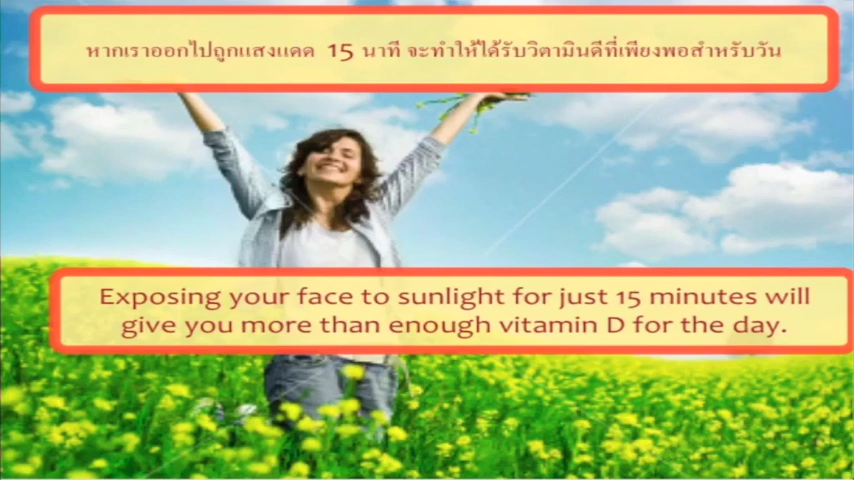 หากเราออกไปถูกแสงแดด 15 นาที จะทำให้ได้รับวิตามินดีที่เพียงพอสำหรับวัน
Exposing your face to sunlight for just 15 minutes will
give you more than enough vitamin D for the day.